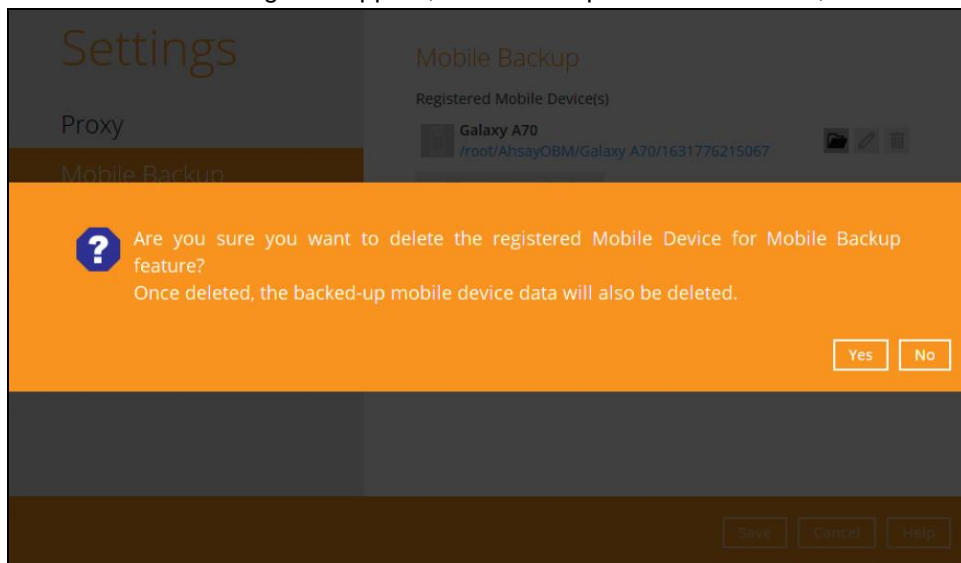 Settings
Mobile Backup
Registered Mobile Device(s)
Proxy
Galaxy A70
/root/AhsayOBM/Galaxy A70/1631776215067
Mobile Backup
Are you sure you want to delete the registered Mobile Device for Mobile Backup
feature?
Once deleted, the backed-up mobile device data will also be deleted.
Yes No
Save Cancel Help